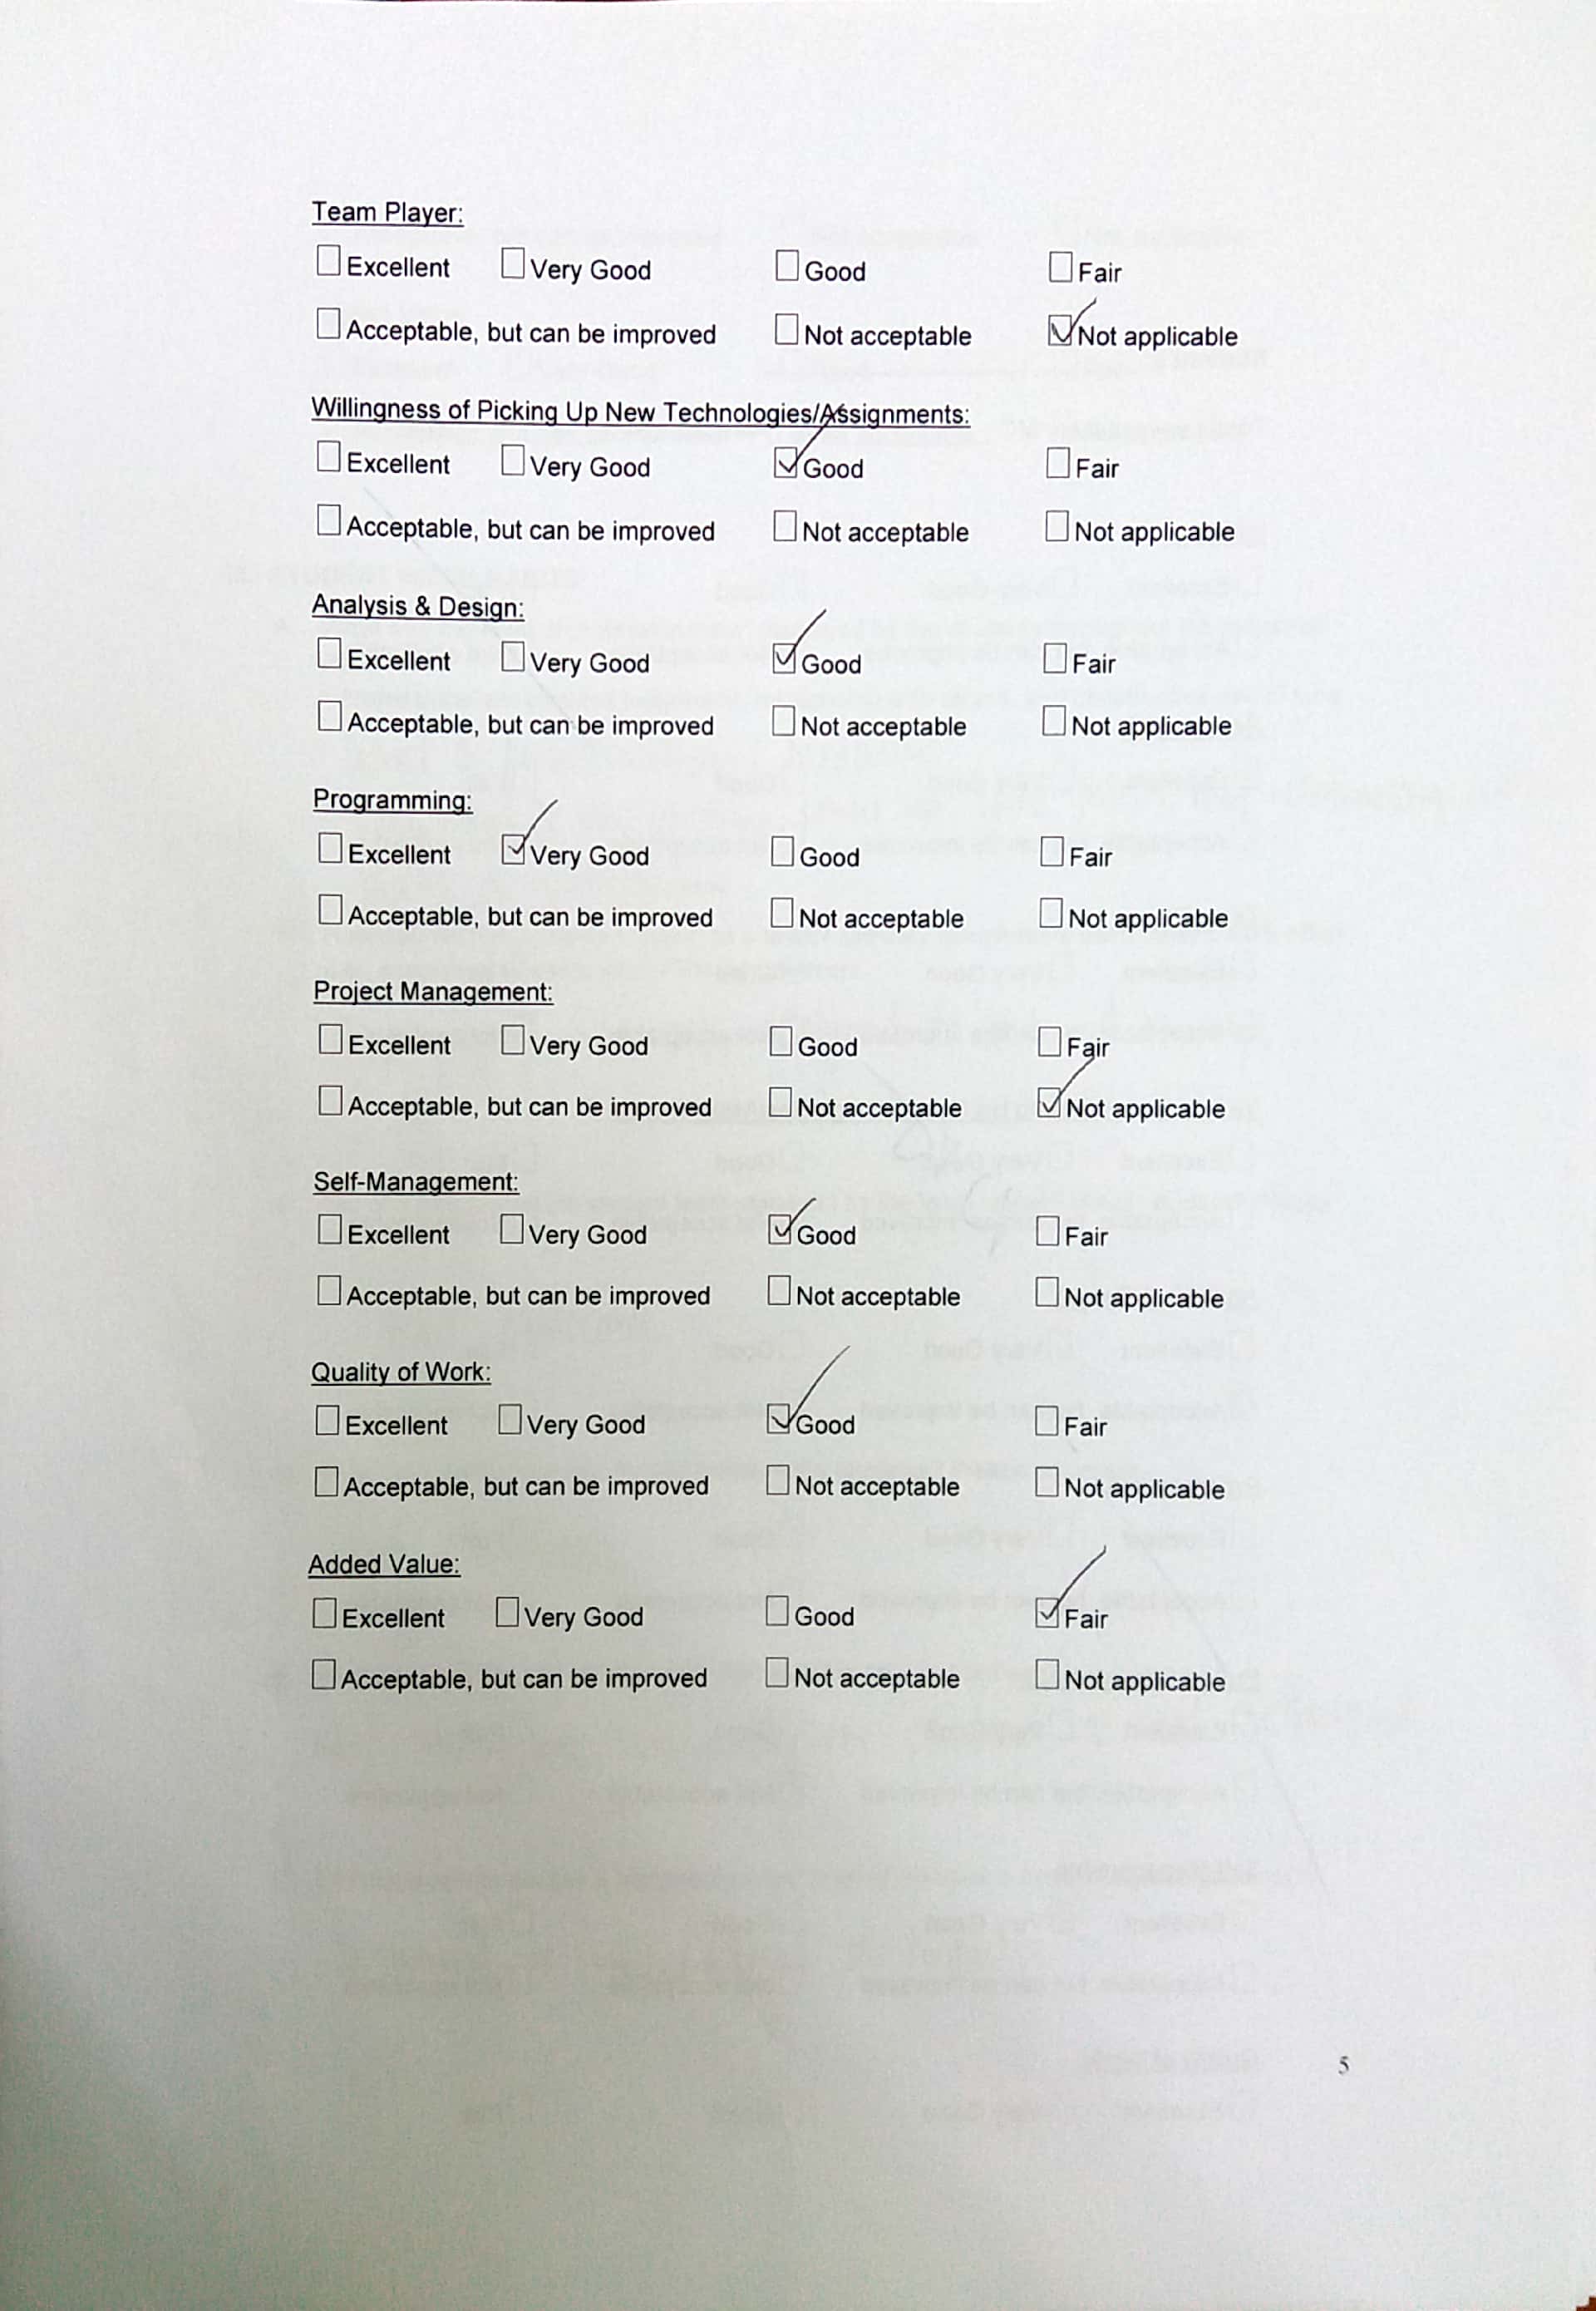 Team Player:
☐ Excellent ☐ Very Good ☐ Good ☐ Fair
☐ Acceptable, but can be improved ☐ Not acceptable ☑ Not applicable
Willingness of Picking Up New Technologies/Assignments:
☐ Excellent ☐ Very Good ☑ Good ☐ Fair
☐ Acceptable, but can be improved ☐ Not acceptable ☐ Not applicable
Analysis & Design:
☐ Excellent ☐ Very Good ☑ Good ☐ Fair
☐ Acceptable, but can be improved ☐ Not acceptable ☐ Not applicable
Programming:
☐ Excellent ☑ Very Good ☐ Good ☐ Fair
☐ Acceptable, but can be improved ☐ Not acceptable ☐ Not applicable
Project Management:
☐ Excellent ☐ Very Good ☐ Good ☐ Fair
☐ Acceptable, but can be improved ☐ Not acceptable ☑ Not applicable
Self-Management:
☐ Excellent ☐ Very Good ☑ Good ☐ Fair
☐ Acceptable, but can be improved ☐ Not acceptable ☐ Not applicable
Quality of Work:
☐ Excellent ☐ Very Good ☑ Good ☐ Fair
☐ Acceptable, but can be improved ☐ Not acceptable ☐ Not applicable
Added Value:
☐ Excellent ☐ Very Good ☐ Good ☑ Fair
☐ Acceptable, but can be improved ☐ Not acceptable ☐ Not applicable
5